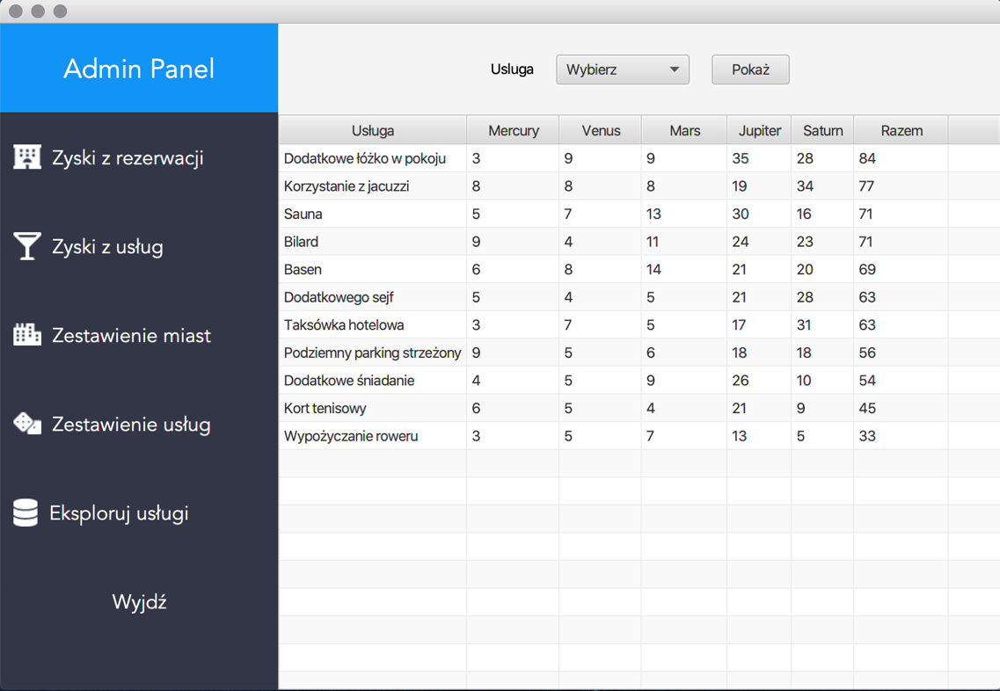 Admin Panel
Zyski z rezerwacji
Zyski z usług
Zestawienie miast
Zestawienie usług
Eksploruj usługi
Wyjdź
Usluga Wybierz Pokaż
Usługa Mercury Venus Mars Jupiter Saturn Razem
Dodatkowe łóżko w pokoju 3 9 9 35 28 84
Korzystanie z jacuzzi 8 8 8 19 34 77
Sauna 5 7 13 30 16 71
Bilard 9 4 11 24 23 71
Basen 6 8 14 21 20 69
Dodatkowego sejf 5 4 5 21 28 63
Taksówka hotelowa 3 7 5 17 31 63
Podziemny parking strzeżony 9 5 6 18 18 56
Dodatkowe śniadanie 4 5 9 26 10 54
Kort tenisowy 6 5 4 21 9 45
Wypożyczanie roweru 3 5 7 13 5 33